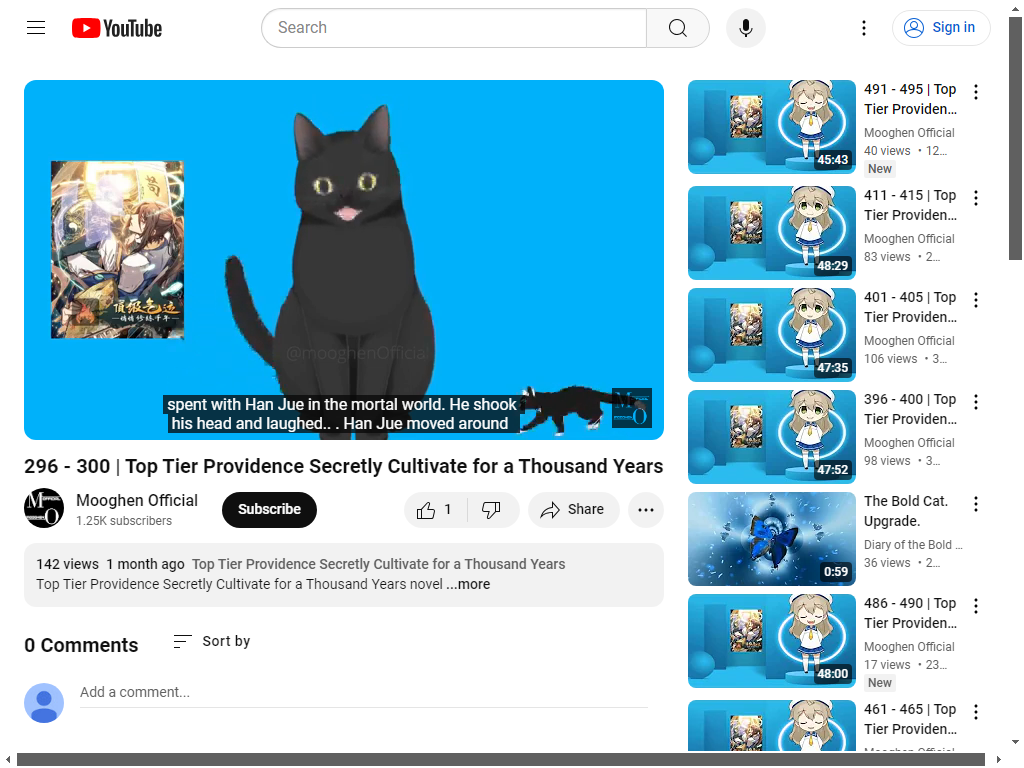 YouTube
Search
Sign in
頂級气运
悄悄修练千年
@mooghenOfficial
spent with Han Jue in the mortal world. He shook
his head and laughed.. . Han Jue moved around
296 - 300 | Top Tier Providence Secretly Cultivate for a Thousand Years
Mooghen Official
1.25K subscribers
Subscribe
1
Share
142 views 1 month ago Top Tier Providence Secretly Cultivate for a Thousand Years
Top Tier Providence Secretly Cultivate for a Thousand Years novel ...more
0 Comments
Sort by
Add a comment...
491 - 495 | Top
Tier Providen...
Mooghen Official
40 views • 12...
New
45:43
411 - 415 | Top
Tier Providen...
Mooghen Official
83 views • 2...
48:29
401 - 405 | Top
Tier Providen...
Mooghen Official
106 views • 3...
47:35
396 - 400 | Top
Tier Providen...
Mooghen Official
98 views • 3...
47:52
The Bold Cat.
Upgrade.
Diary of the Bold ...
36 views • 2...
0:59
486 - 490 | Top
Tier Providen...
Mooghen Official
17 views • 23...
New
48:00
461 - 465 | Top
Tier Providen...